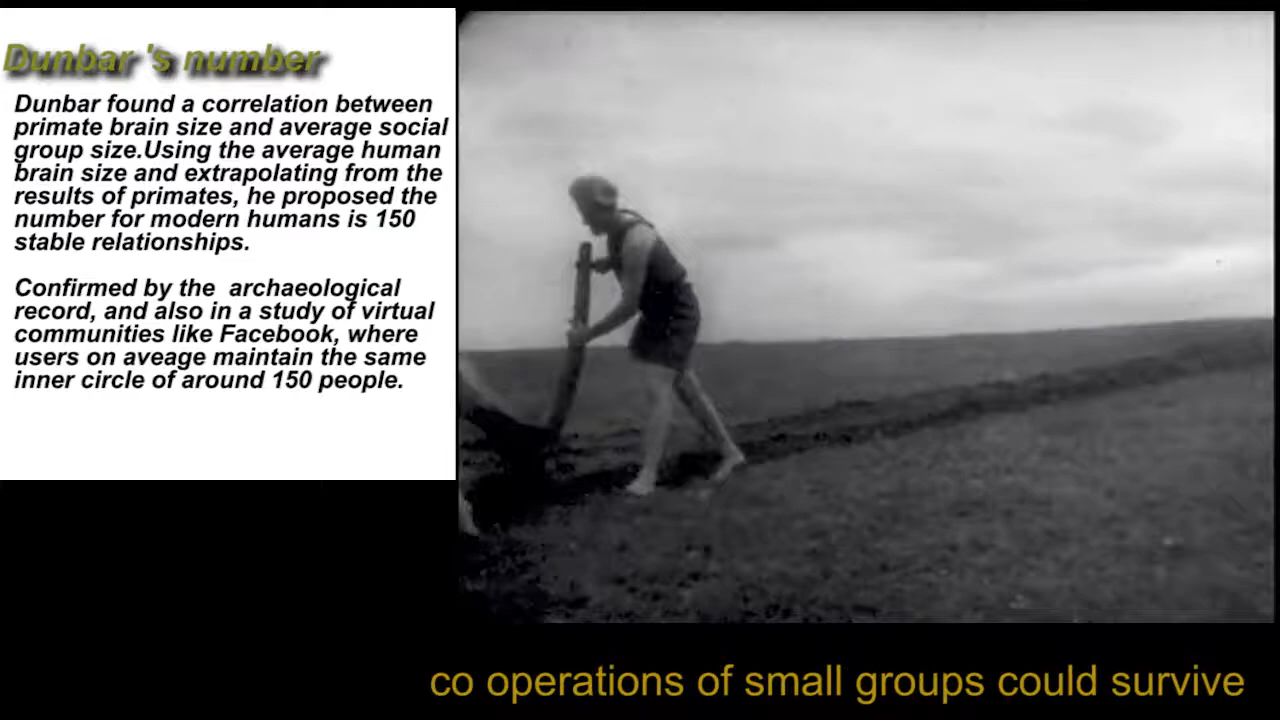 Dunbar 's number
Dunbar found a correlation between
primate brain size and average social
group size.Using the average human
brain size and extrapolating from the
results of primates, he proposed the
number for modern humans is 150
stable relationships.
Confirmed by the  archaeological
record, and also in a study of virtual
communities like Facebook, where
users on aveage maintain the same
inner circle of around 150 people.
co operations of small groups could survive